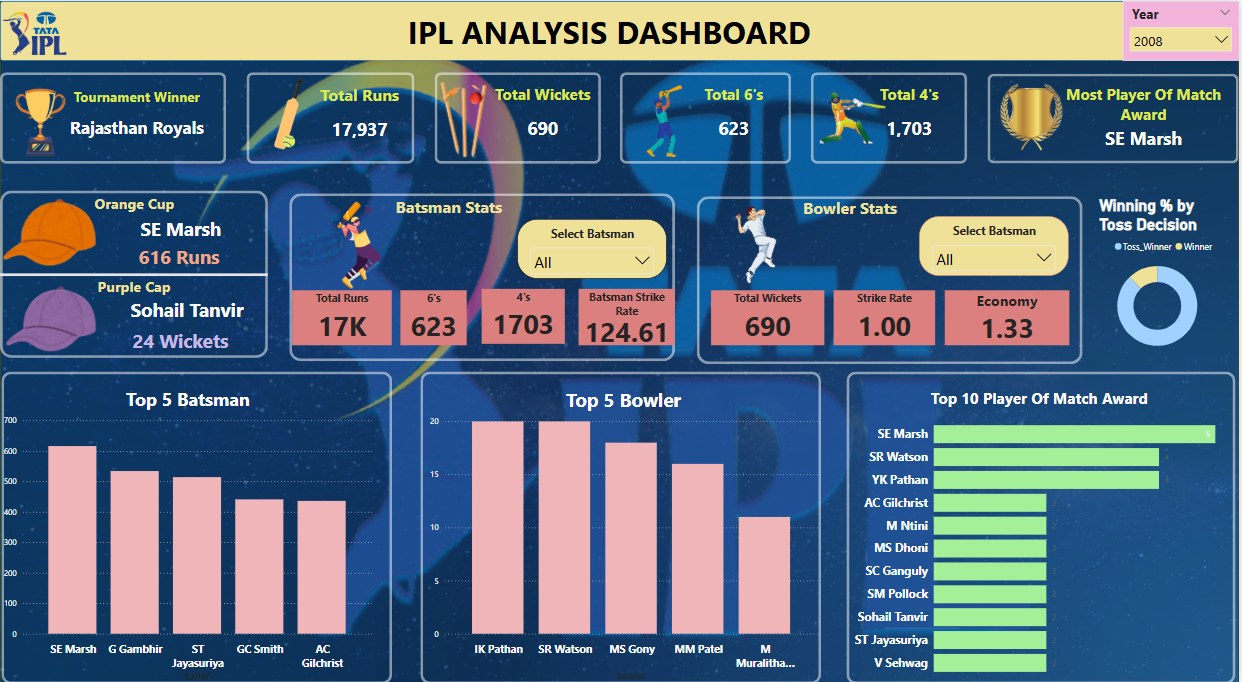 TATA
IPL
IPL ANALYSIS DASHBOARD
Year
2008
Tournament Winner
Rajasthan Royals
Total Runs
17,937
Total Wickets
690
Total 6's
623
Total 4's
1,703
Most Player Of Match
Award
SE Marsh
Orange Cup
SE Marsh
616 Runs
Purple Cap
Sohail Tanvir
24 Wickets
Batsman Stats
Select Batsman
All
Total Runs
17K
6's
623
4's
1703
Batsman Strike
Rate
124.61
Bowler Stats
Select Batsman
All
Total Wickets
690
Strike Rate
1.00
Economy
1.33
Winning % by
Toss Decision
Toss_Winner Winner
Top 5 Batsman
700
600
500
400
300
200
100
0
SE Marsh
G Gambhir
ST
Jayasuriya
GC Smith
AC
Gilchrist
Top 5 Bowler
20
15
10
5
0
IK Pathan
SR Watson
MS Gony
MM Patel
M
Muralitha...
bowler
Top 10 Player Of Match Award
SE Marsh 5
SR Watson 4
YK Pathan 4
AC Gilchrist 2
M Ntini 2
MS Dhoni 2
SC Ganguly 2
SM Pollock 2
Sohail Tanvir 2
ST Jayasuriya 2
V Sehwag 2